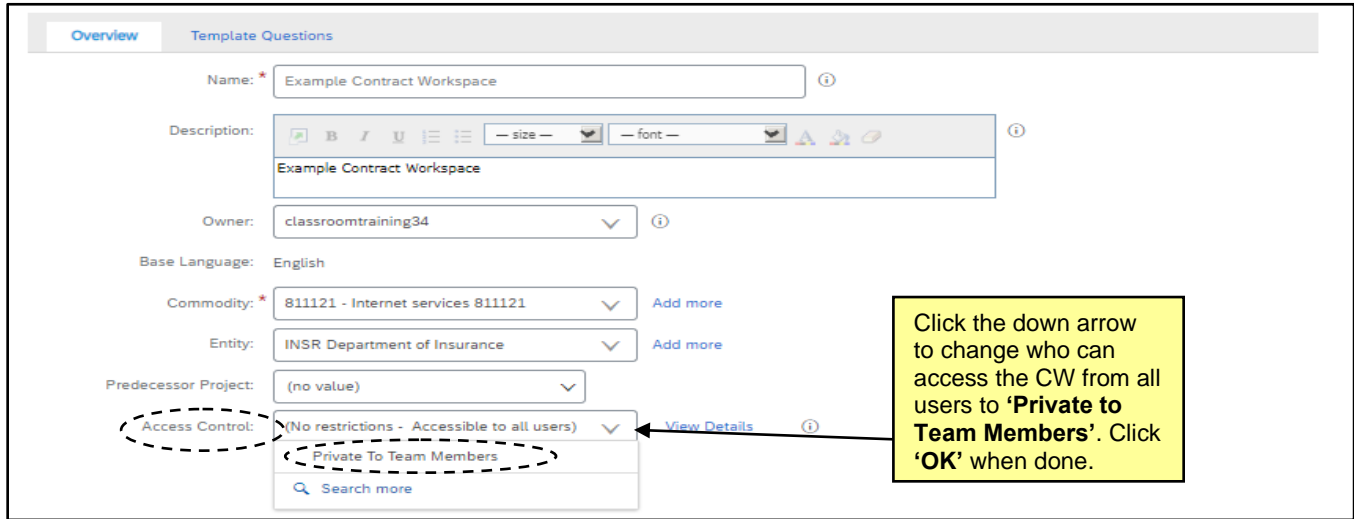 Overview Template Questions
Name: * Example Contract Workspace
Description: B I U — size — — font — A
Example Contract Workspace
Owner: classroomtraining34
Base Language: English
Commodity: * 811121 - Internet services 811121 Add more
Entity: INSR Department of Insurance Add more
Predecessor Project: (no value)
Access Control: (No restrictions - Accessible to all users) View Details
Private To Team Members
Search more
Click the down arrow
to change who can
access the CW from all
users to ‘Private to
Team Members’. Click
‘OK’ when done.